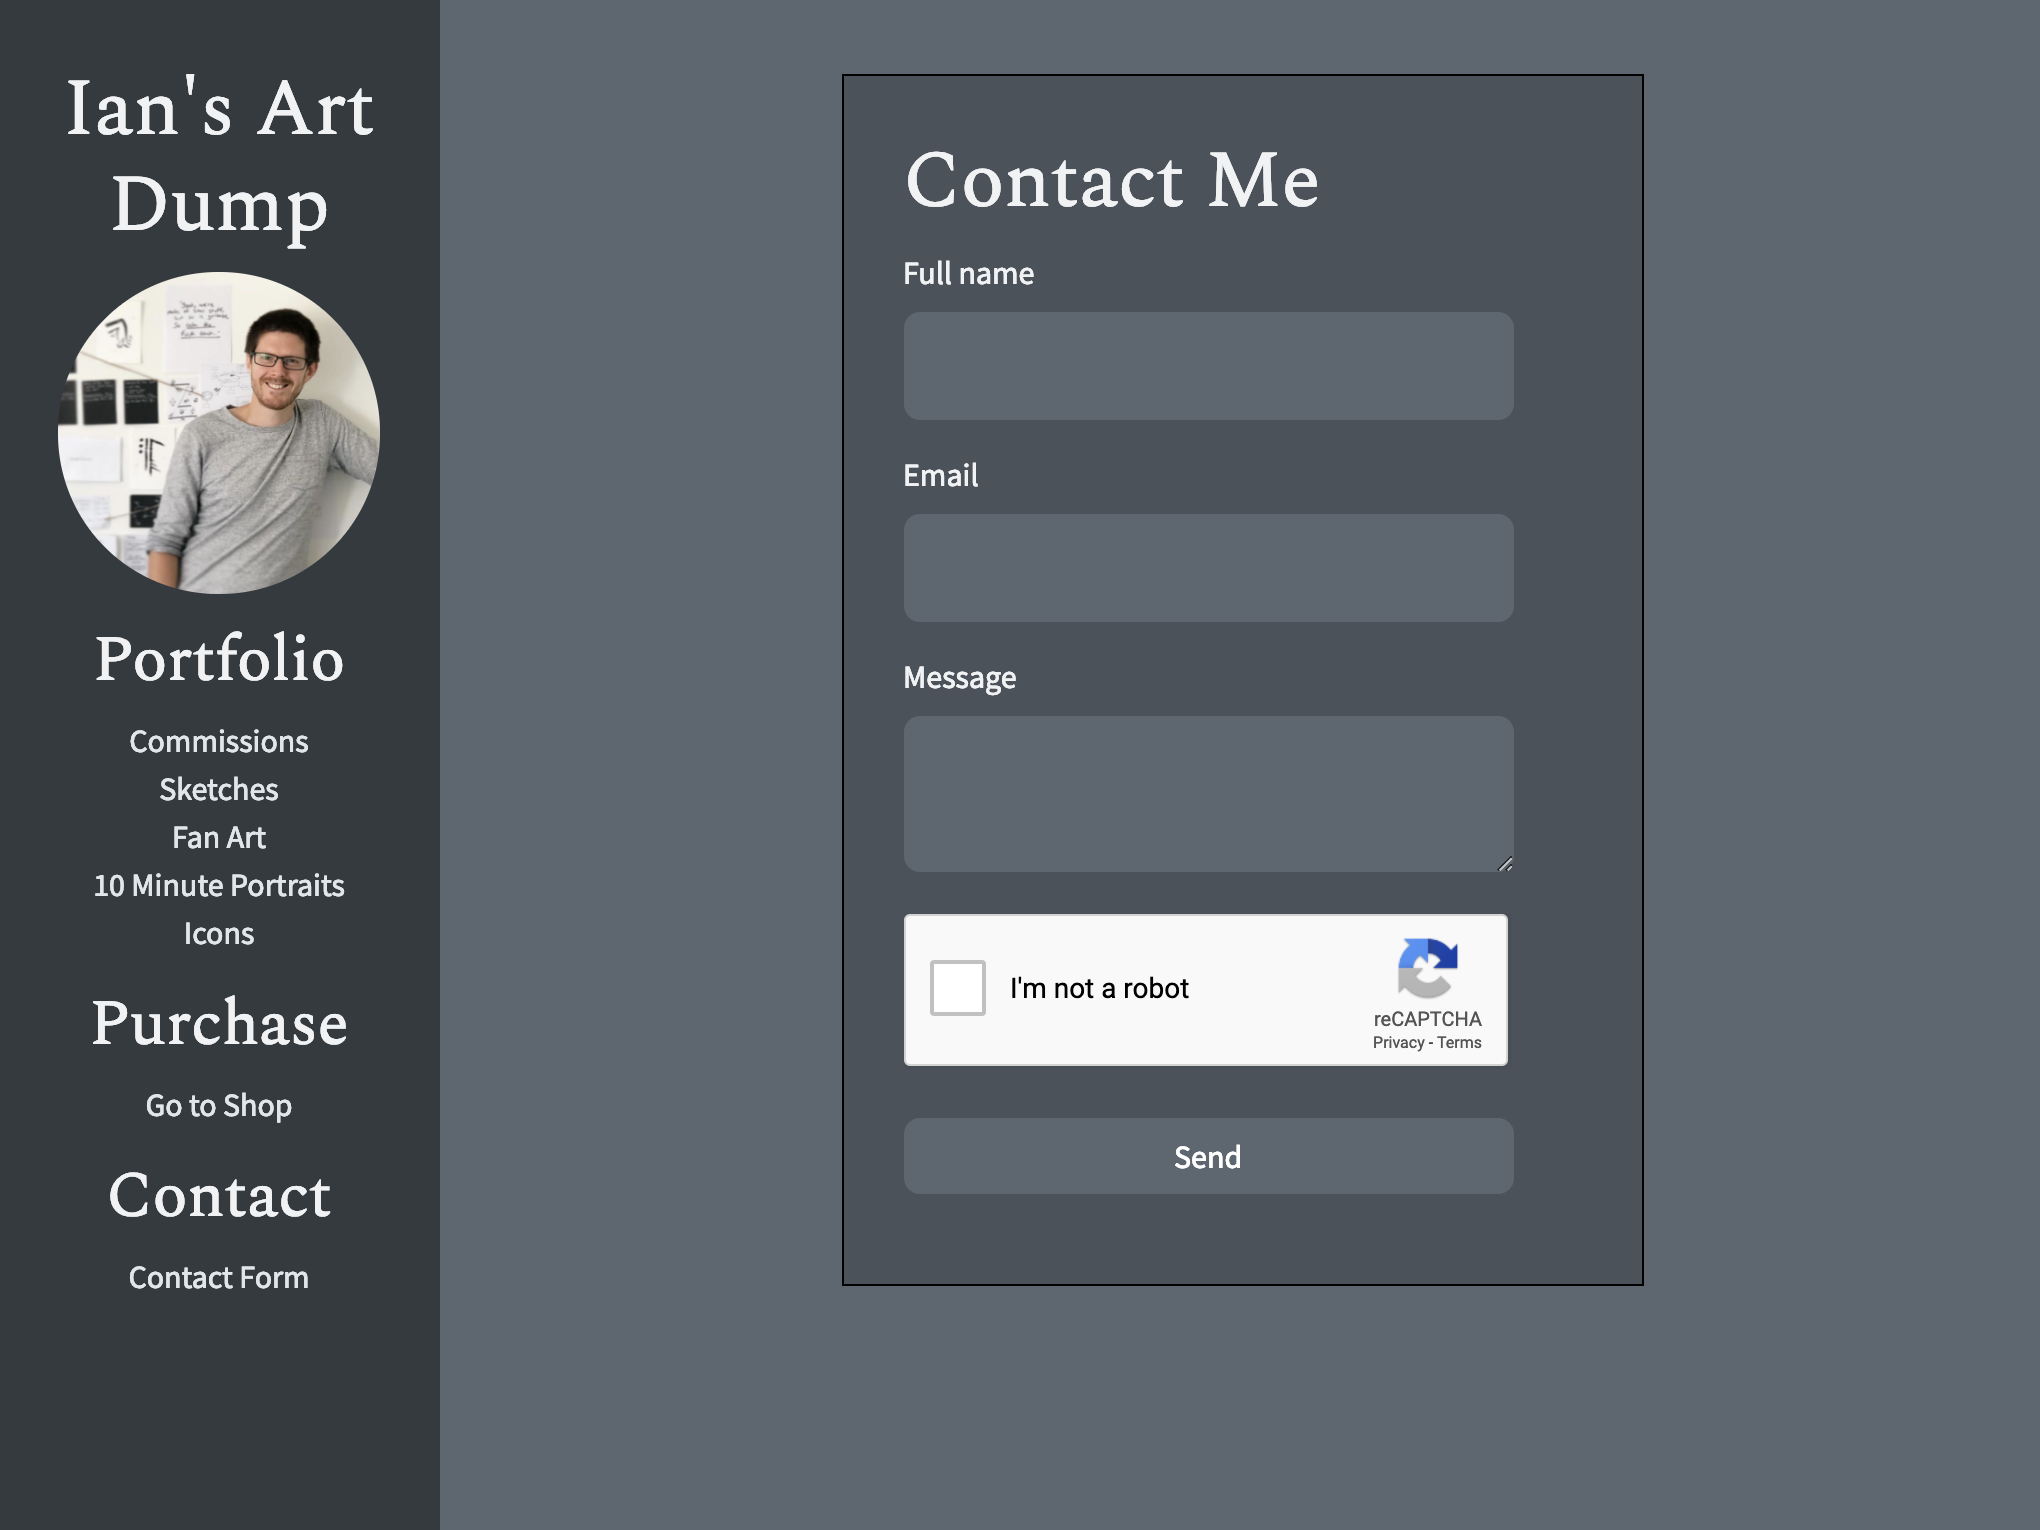 Ian's Art
Dump
Portfolio
Commissions
Sketches
Fan Art
10 Minute Portraits
Icons
Purchase
Go to Shop
Contact
Contact Form
Contact Me
Full name
Email
Message
I'm not a robot
reCAPTCHA
Privacy - Terms
Send